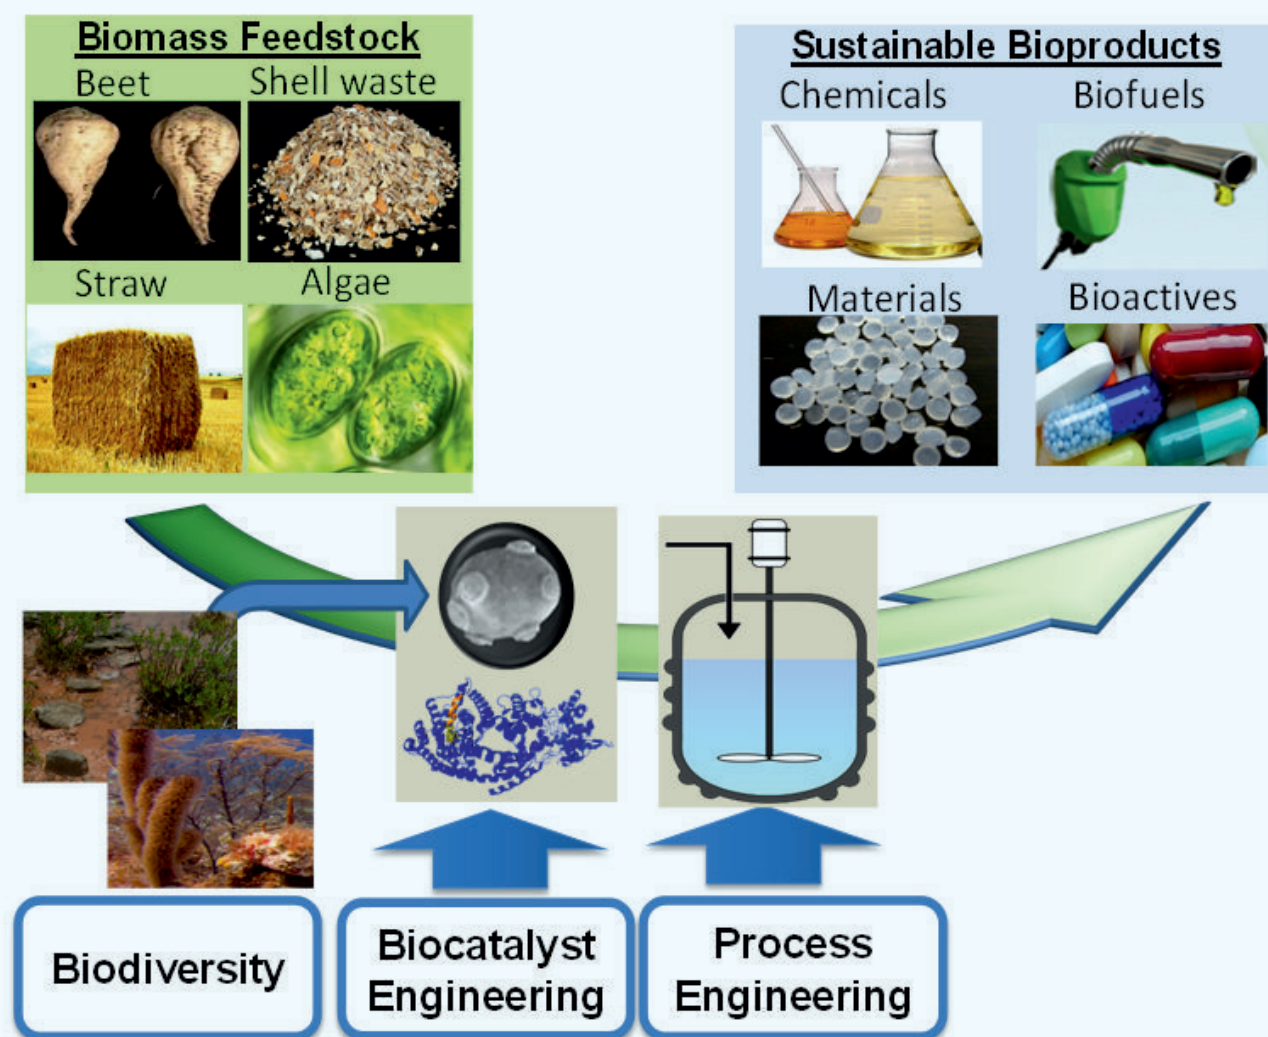 Biomass Feedstock
Beet Shell waste
Straw Algae
Sustainable Bioproducts
Chemicals Biofuels
Materials Bioactives
Biodiversity
Biocatalyst
Engineering
Process
Engineering